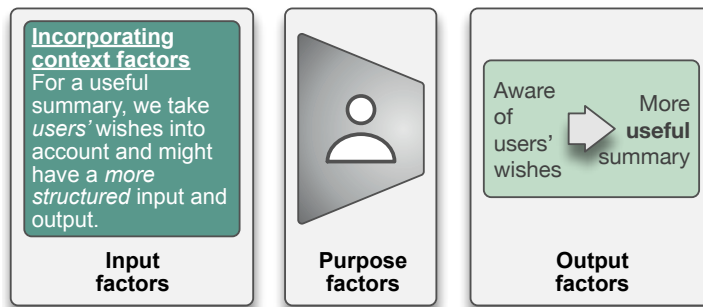 Incorporating
context factors
For a useful
summary, we take
users' wishes into
account and might
have a more
structured input and
output.
Input
factors
Purpose
factors
Aware
of
users'
wishes
More
useful
summary
Output
factors